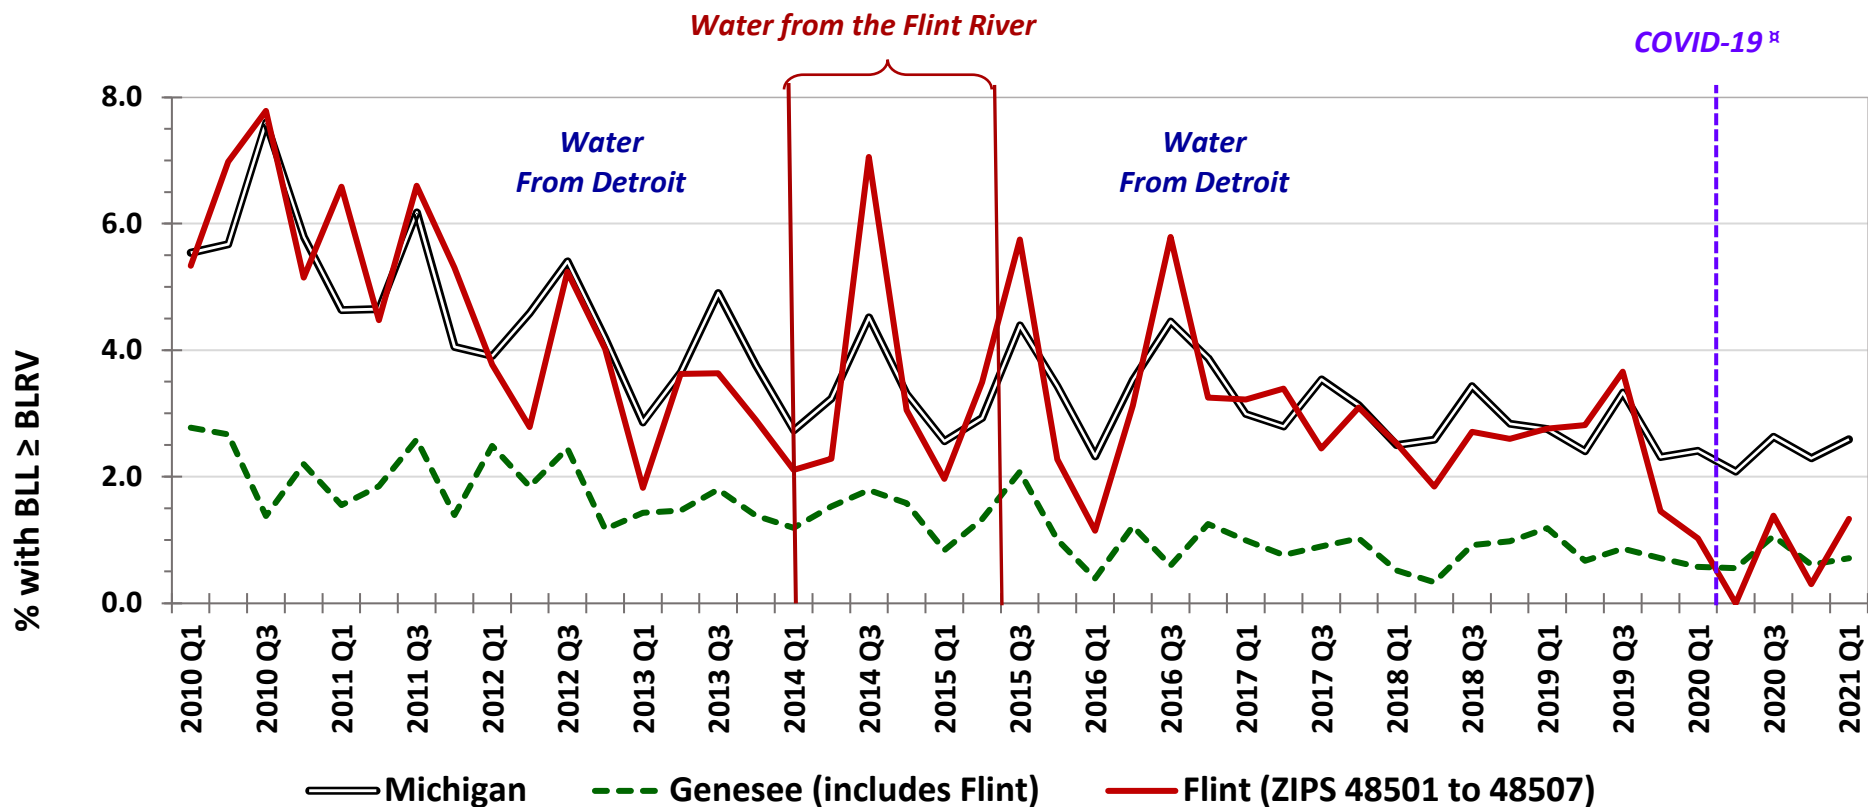 Water from the Flint River
COVID-19 ¤
Water
From Detroit
Water
From Detroit
% with BLL ≥ BLRV
8.0
6.0
4.0
2.0
0.0
2010 Q1
2010 Q3
2011 Q1
2011 Q3
2012 Q1
2012 Q3
2013 Q1
2013 Q3
2014 Q1
2014 Q3
2015 Q1
2015 Q3
2016 Q1
2016 Q3
2017 Q1
2017 Q3
2018 Q1
2018 Q3
2019 Q1
2019 Q3
2020 Q1
2020 Q3
2021 Q1
Michigan
Genesee (includes Flint)
Flint (ZIPS 48501 to 48507)